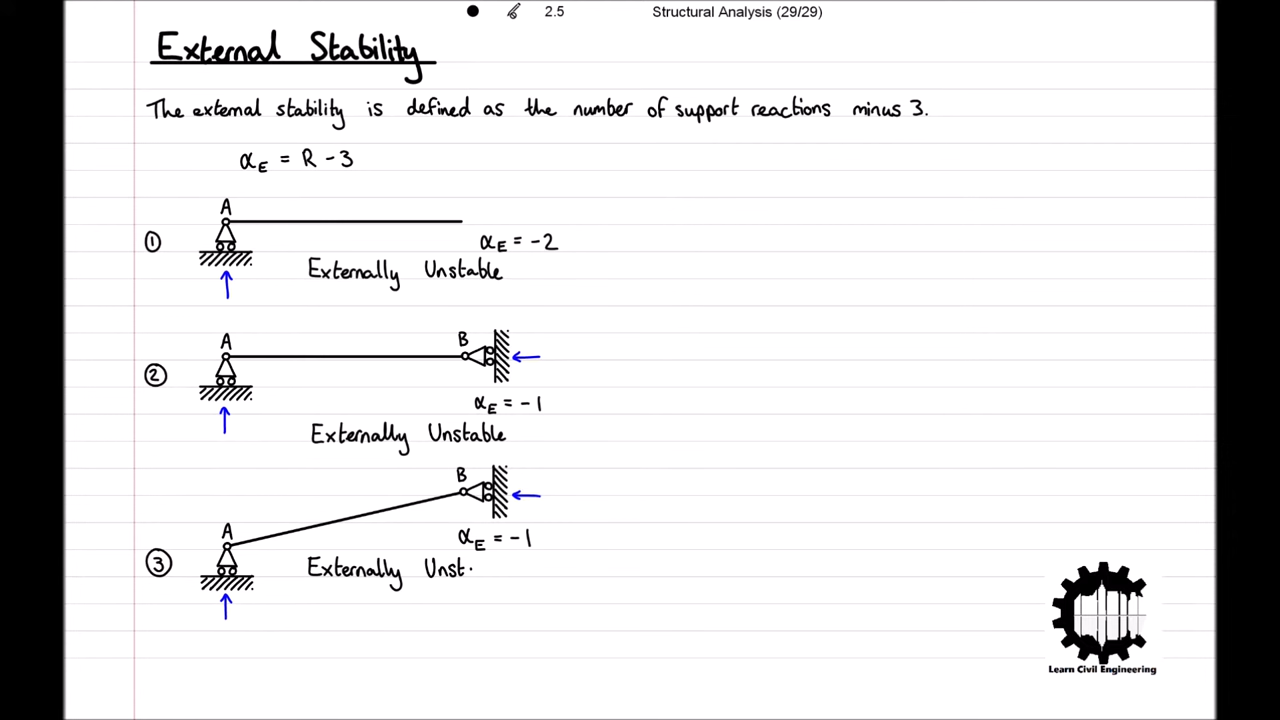 2.5 Structural Analysis (29/29)
External Stability
The external stability is defined as the number of support reactions minus 3.
αE = R - 3
A
① αE = -2
Externally Unstable
A B
② αE = -1
Externally Unstable
B
A
αE = -1
③ Externally Unst
Learn Civil Engineering